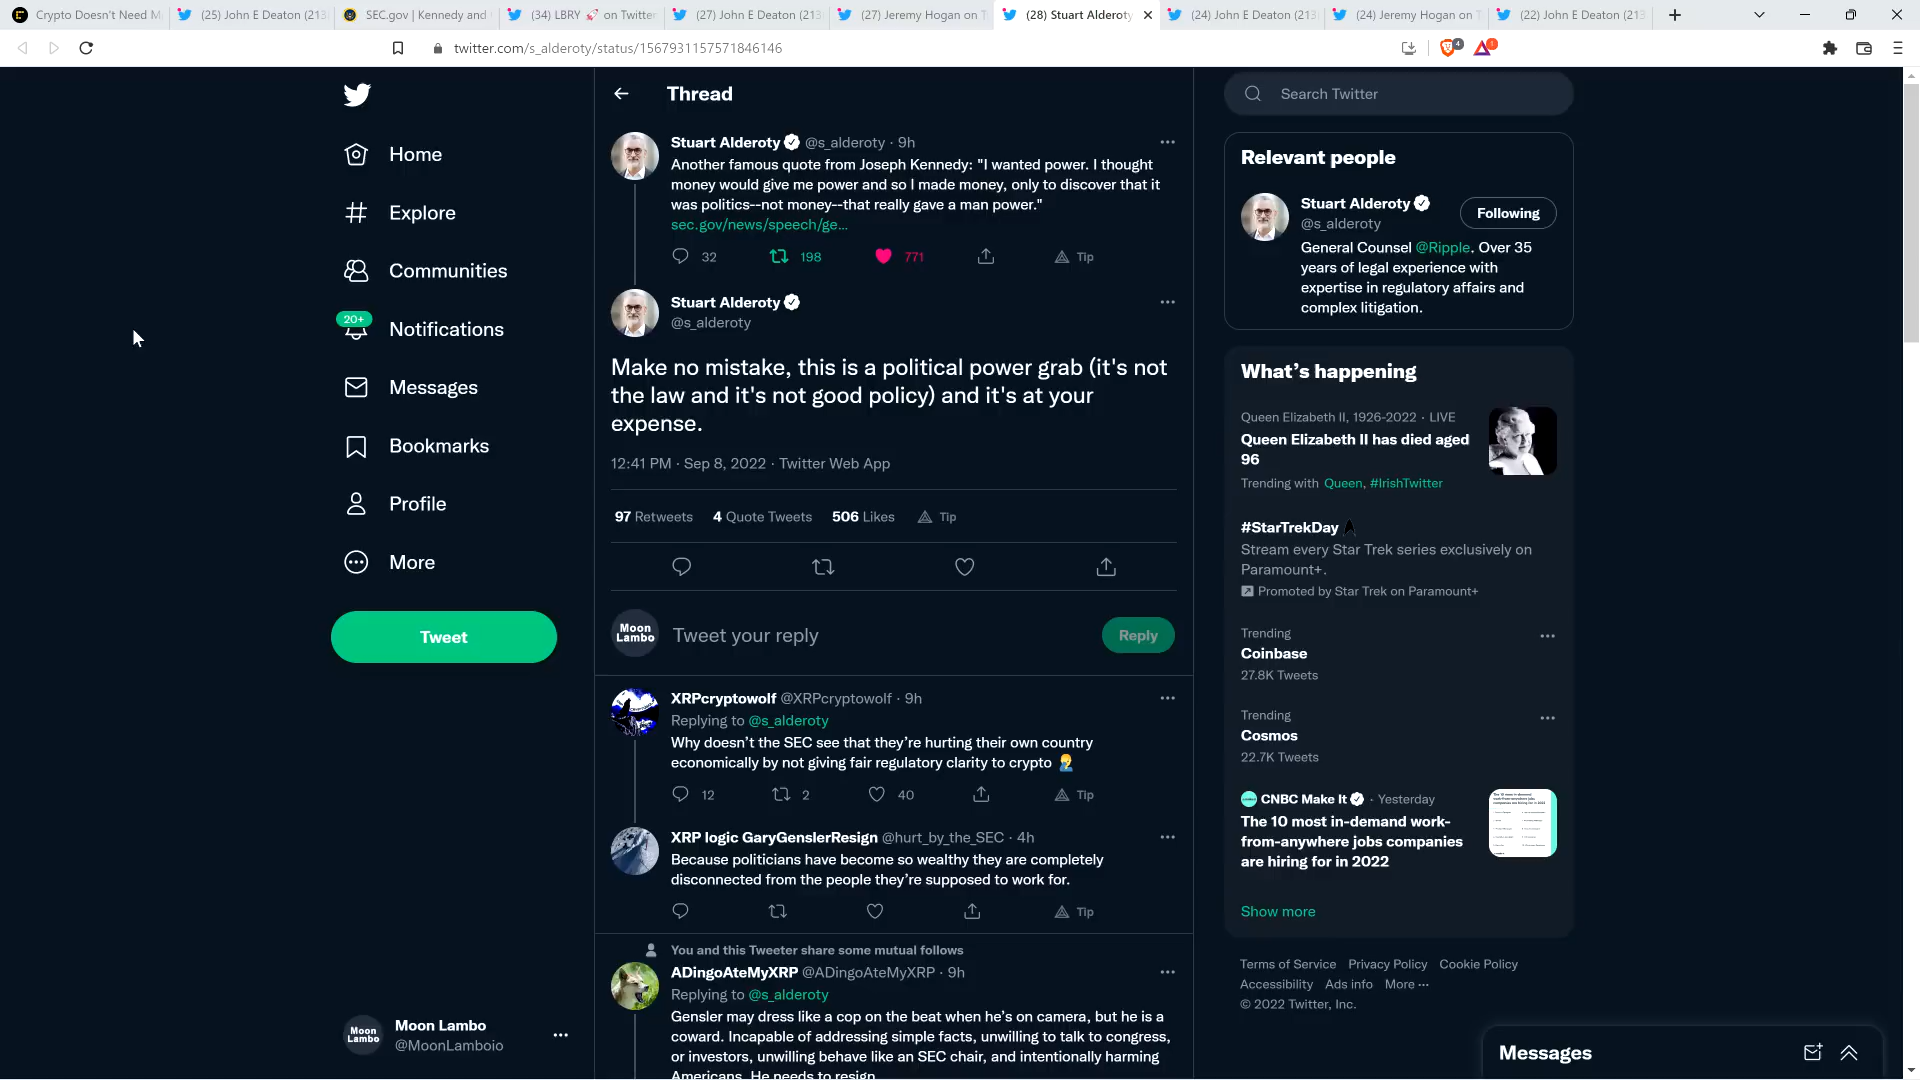 Crypto Doesn't Need M
(25) John E Deaton (213
SEC.gov | Kennedy and
(34) LBRY 🚀 on Twitter
(27) John E Deaton (213
(27) Jeremy Hogan on T
(28) Stuart Alderoty
(24) John E Deaton (213
(24) Jeremy Hogan on T
(22) John E Deaton (213
twitter.com/s_alderoty/status/1567931157571846146
4
1
Home
Explore
Communities
20+
Notifications
Messages
Bookmarks
Profile
More
Tweet
Moon Lambo
Moon Lambo
@MoonLamboio
Thread
Stuart Alderoty @s_alderoty · 9h
Another famous quote from Joseph Kennedy: "I wanted power. I thought
money would give me power and so I made money, only to discover that it
was politics--not money--that really gave a man power."
sec.gov/news/speech/ge…
32 198 771 Tip
Stuart Alderoty
@s_alderoty
Make no mistake, this is a political power grab (it's not
the law and it's not good policy) and it's at your
expense.
12:41 PM · Sep 8, 2022 · Twitter Web App
97 Retweets 4 Quote Tweets 506 Likes Tip
Moon Lambo
Tweet your reply
Reply
XRPcryptowolf @XRPcryptowolf · 9h
Replying to @s_alderoty
Why doesn’t the SEC see that they’re hurting their own country
economically by not giving fair regulatory clarity to crypto 🤦‍♂️
12 2 40 Tip
XRP logic GaryGenslerResign @hurt_by_the_SEC · 4h
Because politicians have become so wealthy they are completely
disconnected from the people they’re supposed to work for.
Tip
You and this Tweeter share some mutual follows
ADingoAteMyXRP @ADingoAteMyXRP · 9h
Replying to @s_alderoty
Gensler may dress like a cop on the beat when he’s on camera, but he is a
coward. Incapable of addressing simple facts, unwilling to talk to congress,
or investors, unwilling behave like an SEC chair, and intentionally harming
Americans. He needs to resign
Search Twitter
Relevant people
Stuart Alderoty
@s_alderoty
Following
General Counsel @Ripple. Over 35
years of legal experience with
expertise in regulatory affairs and
complex litigation.
What’s happening
Queen Elizabeth II, 1926-2022 · LIVE
Queen Elizabeth II has died aged
96
Trending with Queen, #IrishTwitter
#StarTrekDay
Stream every Star Trek series exclusively on
Paramount+.
Promoted by Star Trek on Paramount+
Trending
Coinbase
27.8K Tweets
Trending
Cosmos
22.7K Tweets
CNBC Make It · Yesterday
The 10 most in-demand work-
from-anywhere jobs companies
are hiring for in 2022
Show more
Terms of Service Privacy Policy Cookie Policy
Accessibility Ads info More ···
© 2022 Twitter, Inc.
Messages